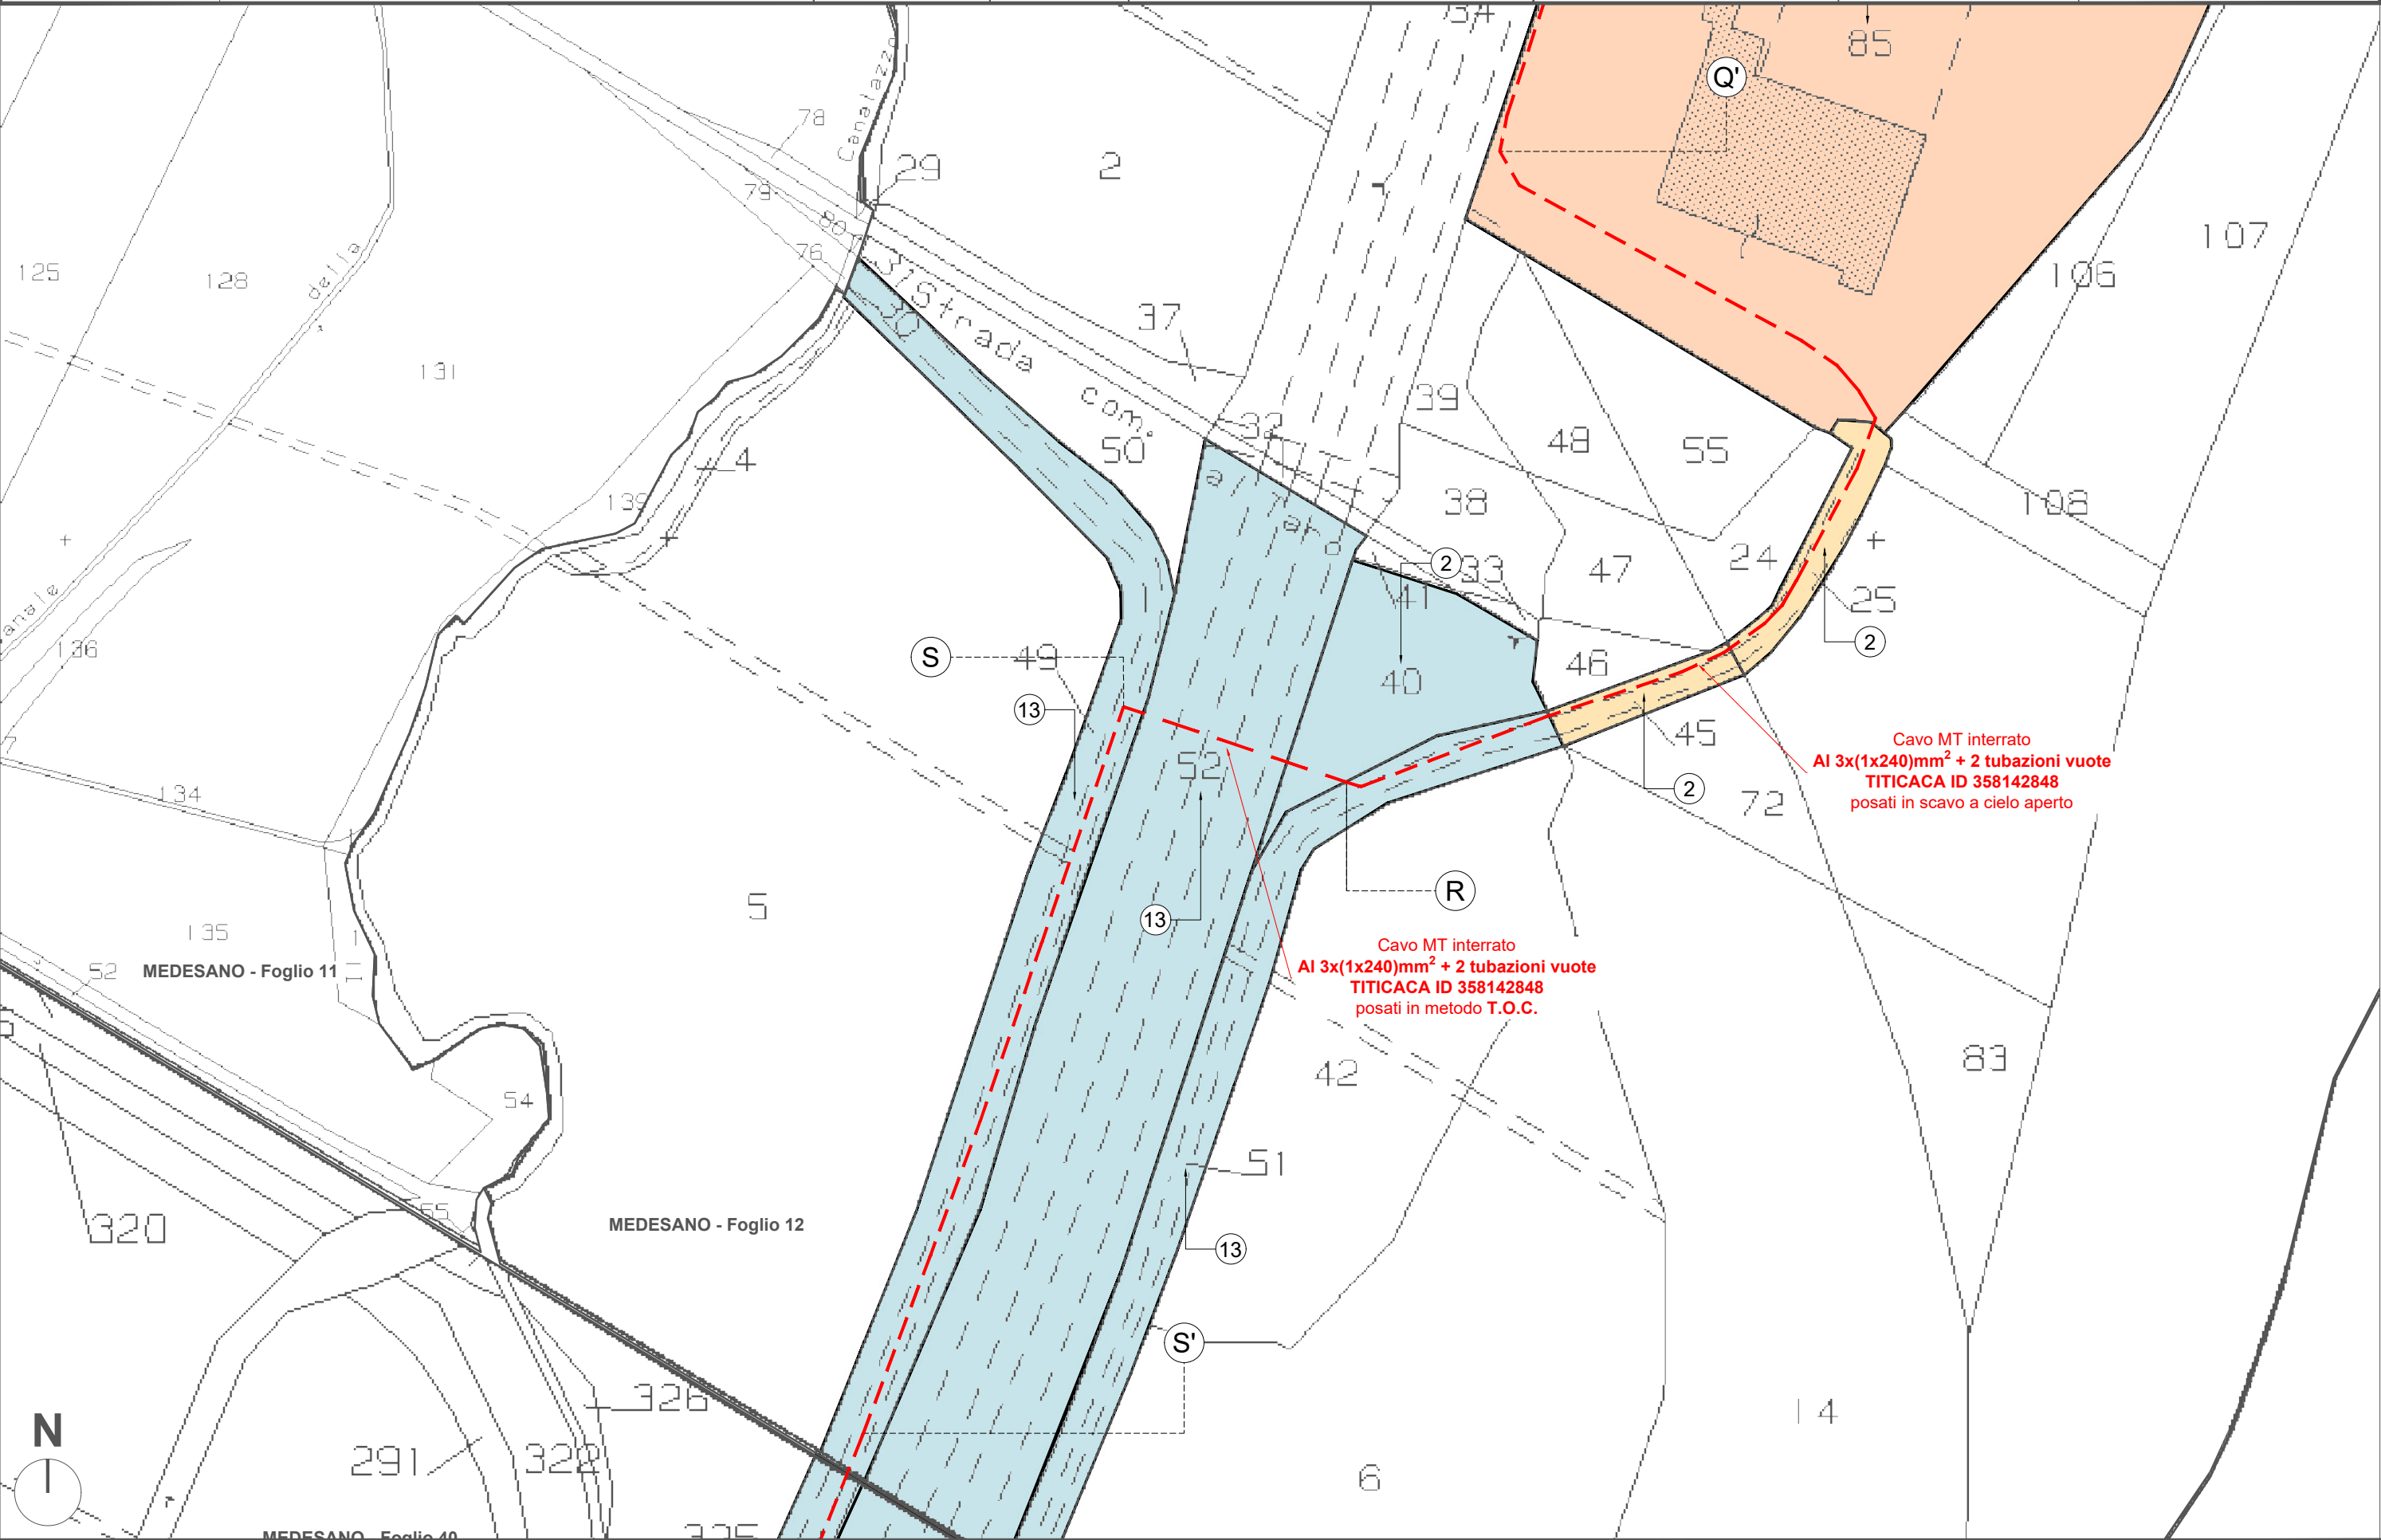 34
85
Q'
78
Canalazzo
29
2
79
80
76
107
106
125
128
della
31
Strada
30
37
131
com.
39
32
50
48
55
4
139
38
108
24
47
2
33
41
25
136
S
49
46
40
2
13
45
Cavo MT interrato
Al 3x(1x240)mm² + 2 tubazioni vuote
TITICACA ID 358142848
posati in scavo a cielo aperto
52
2
72
134
5
R
13
135
52
MEDESANO - Foglio 11
Cavo MT interrato
Al 3x(1x240)mm² + 2 tubazioni vuote
TITICACA ID 358142848
posati in metodo T.O.C.
83
42
54
51
55
320
MEDESANO - Foglio 12
13
S'
326
14
N
291
322
6
MEDESANO - Foglio 40
325